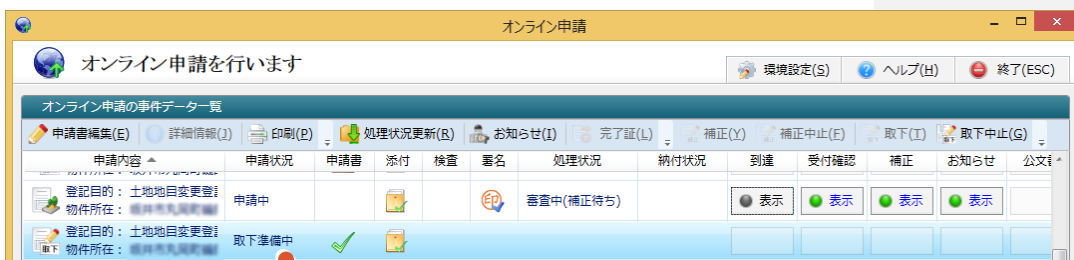 オンライン申請
オンライン申請を行います
環境設定(S) ヘルプ(H) 終了(ESC)
オンライン申請の事件データ一覧
申請書編集(E) 詳細情報(J) 印刷(P) 処理状況更新(R) お知らせ(I) 完了証(L) 補正(Y) 補正中止(F) 取下(T) 取下中止(G)
申請内容 申請状況 申請書 添付 検査 署名 処理状況 納付状況 到達 受付確認 補正 お知らせ 公文
登記目的: 土地地目変更登
物件所在:
申請中 審査中(補正待ち) 表示 表示 表示 表示
登記目的: 土地地目変更登
取下 物件所在:
取下準備中